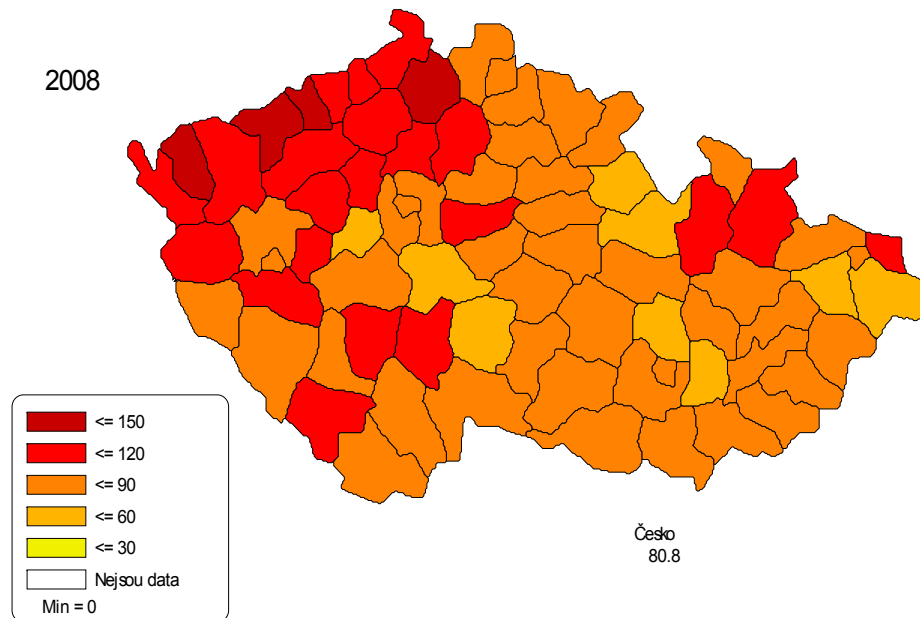 2008
<= 150
<= 120
<= 90
<= 60
<= 30
Nejsou data
Min = 0
Česko
80.8